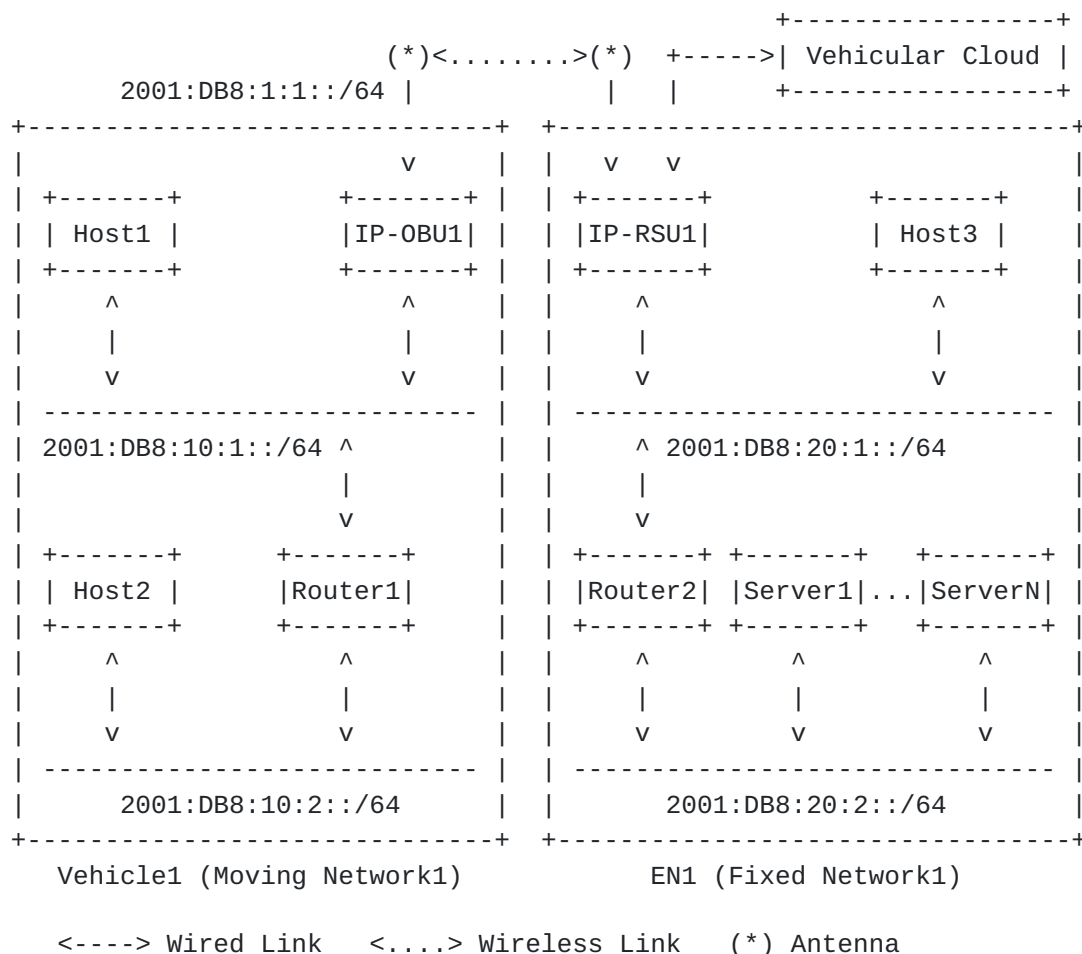 +-----------------+
                        (*)<........>(*)  +----->| Vehicular Cloud |
       2001:DB8:1:1::/64 |            |   |      +-----------------+
+------------------------------+  +---------------------------------+
|                        v     |  |   v   v                         |
| +-------+          +-------+ |  | +-------+          +-------+    |
| | Host1 |          |IP-OBU1| |  | |IP-RSU1|          | Host3 |    |
| +-------+          +-------+ |  | +-------+          +-------+    |
|     ^                  ^     |  |     ^                  ^        |
|     |                  |     |  |     |                  |        |
|     v                  v     |  |     v                  v        |
| ---------------------------- |  | ------------------------------- |
| 2001:DB8:10:1::/64 ^         |  |     ^ 2001:DB8:20:1::/64        |
|                    |         |  |     |                           |
|                    v         |  |     v                           |
| +-------+      +-------+     |  | +-------+ +-------+   +-------+ |
| | Host2 |      |Router1|     |  | |Router2| |Server1|...|ServerN| |
| +-------+      +-------+     |  | +-------+ +-------+   +-------+ |
|     ^              ^         |  |     ^         ^           ^     |
|     |              |         |  |     |         |           |     |
|     v              v         |  |     v         v           v     |
| ---------------------------- |  | ------------------------------- |
|      2001:DB8:10:2::/64      |  |       2001:DB8:20:2::/64        |
+------------------------------+  +---------------------------------+
   Vehicle1 (Moving Network1)            EN1 (Fixed Network1)

   <----> Wired Link   <....> Wireless Link   (*) Antenna